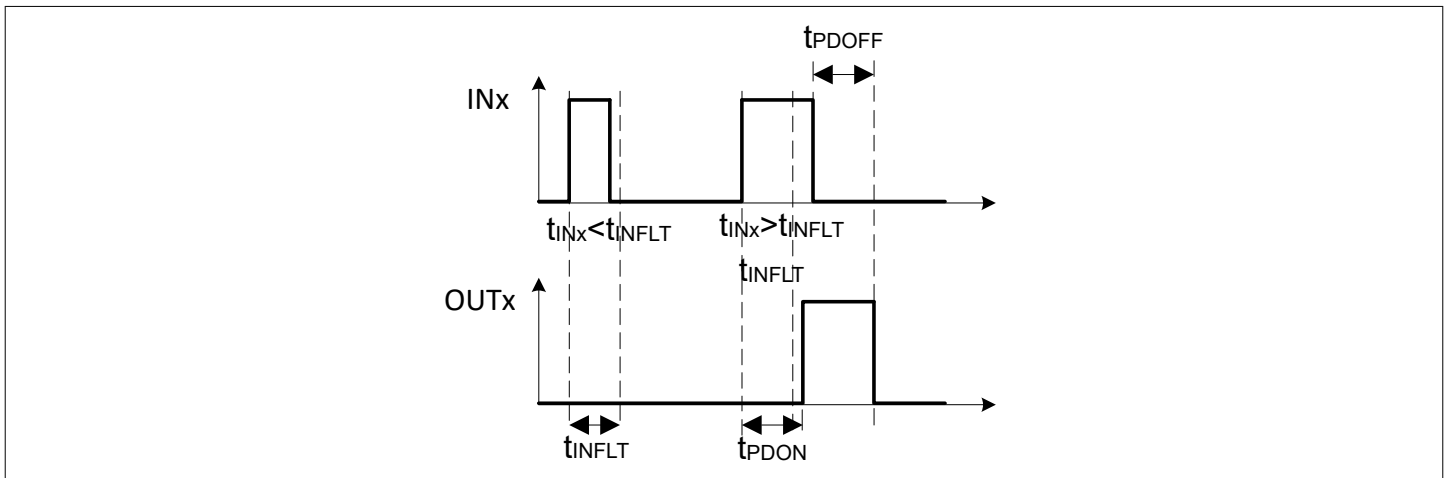 tPDOFF
INx
tINx<tINFLT
tINx>tINFLT
tINFLT
OUTx
tINFLT
tPDON